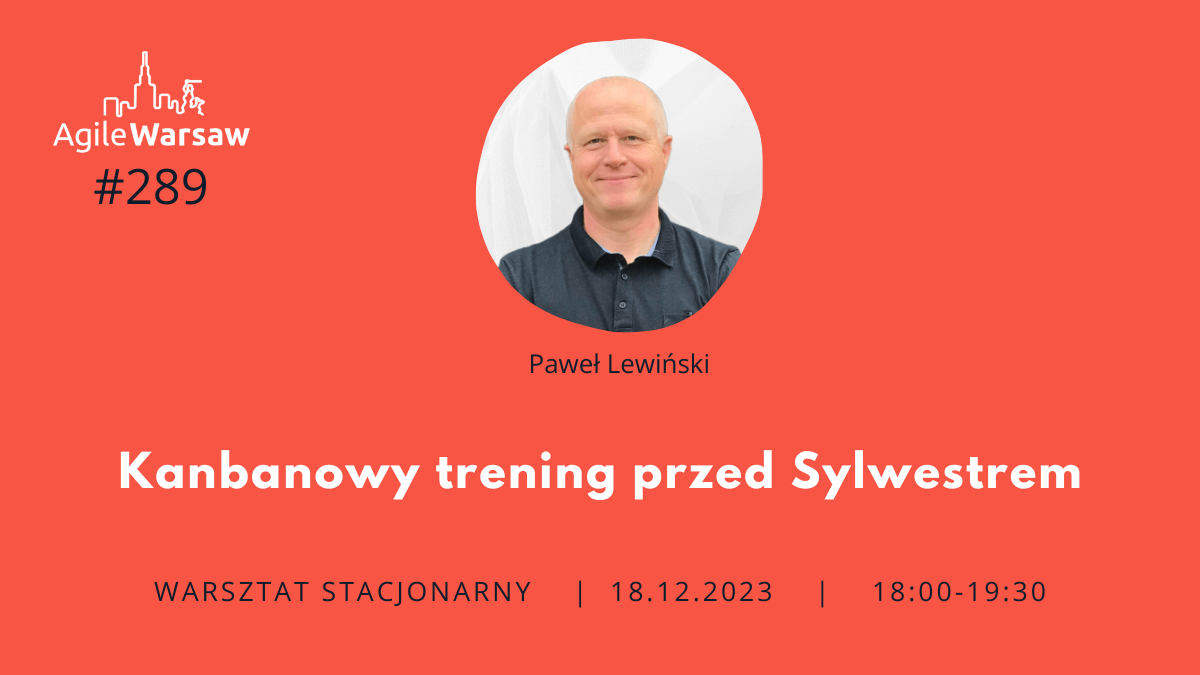 AgileWarsaw
#289
Paweł Lewiński
Kanbanowy trening przed Sylwestrem
WARSZTAT STACJONARNY | 18.12.2023 | 18:00-19:30